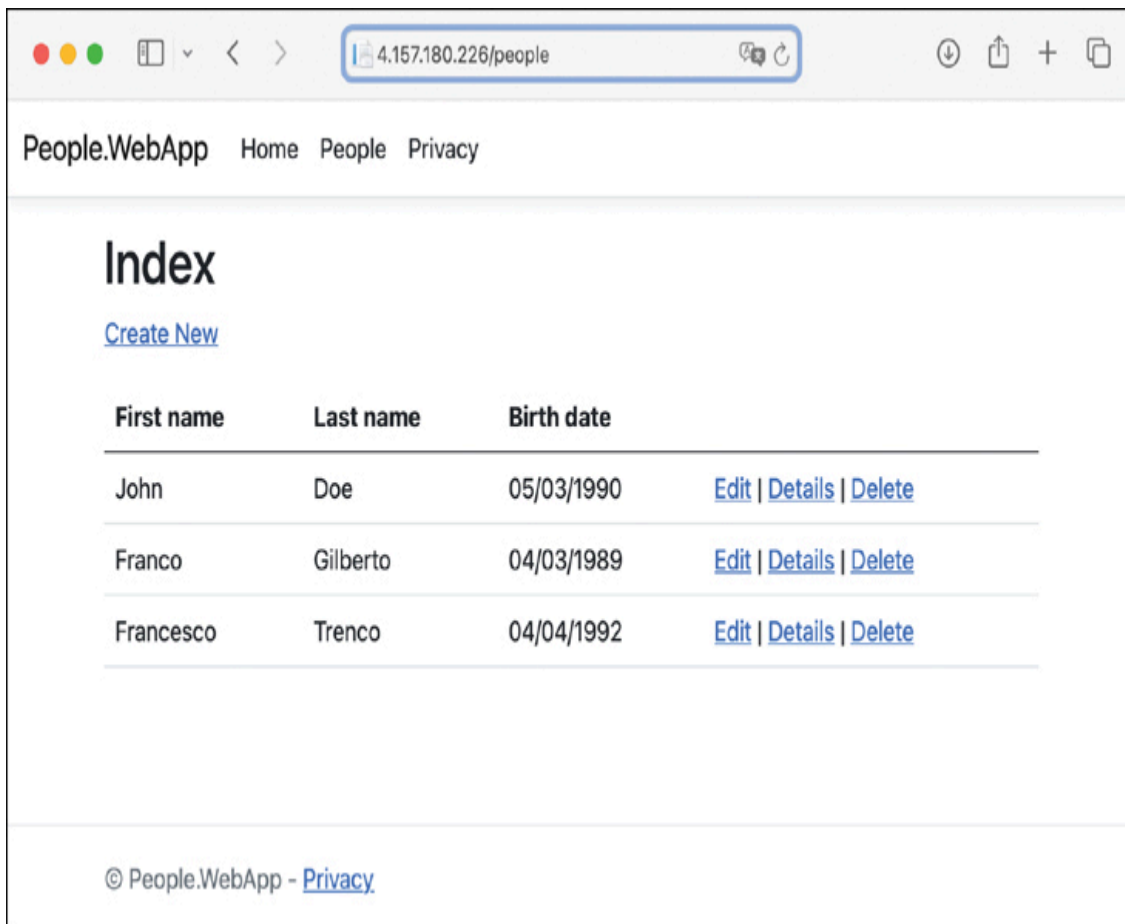 4.157.180.226/people
People.WebApp Home People Privacy
Index
Create New
First name Last name Birth date
John Doe 05/03/1990 Edit | Details | Delete
Franco Gilberto 04/03/1989 Edit | Details | Delete
Francesco Trenco 04/04/1992 Edit | Details | Delete
© People.WebApp - Privacy